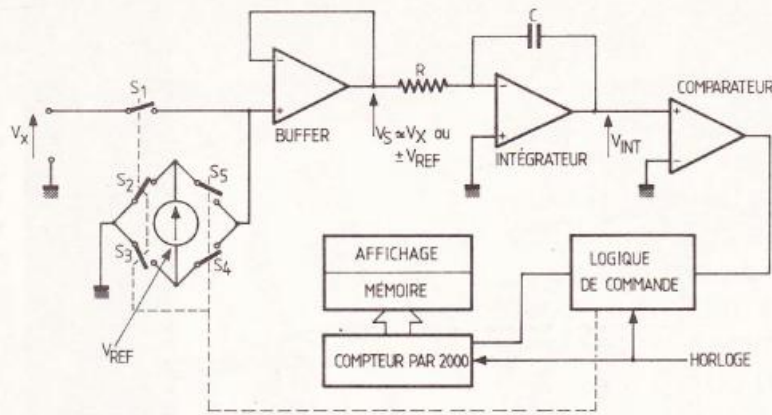 C
R
S1
COMPARATEUR
VX
BUFFER
VS ≃ VX OU
± VREF
INTÉGRATEUR
VINT
S2
S5
S3
S4
VREF
AFFICHAGE
MÉMOIRE
LOGIQUE
DE COMMANDE
COMPTEUR PAR 2000
HORLOGE